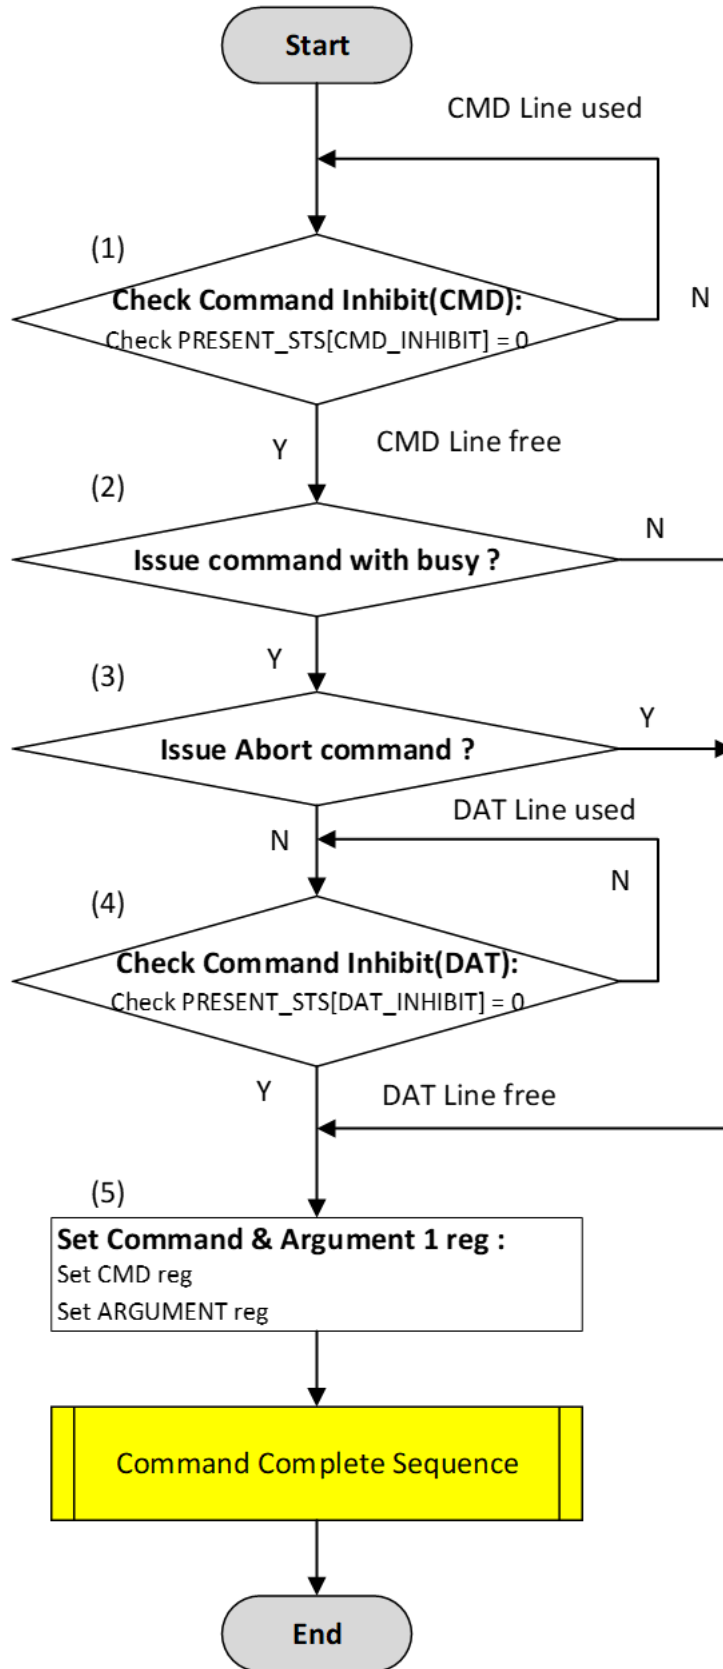 Start
CMD Line used
(1)
Check Command Inhibit(CMD):
Check PRESENT_STS[CMD_INHIBIT] = 0
N
Y
CMD Line free
(2)
N
Issue command with busy ?
Y
(3)
Y
Issue Abort command ?
DAT Line used
N
N
(4)
Check Command Inhibit(DAT):
Check PRESENT_STS[DAT_INHIBIT] = 0
Y
DAT Line free
(5)
Set Command & Argument 1 reg :
Set CMD reg
Set ARGUMENT reg
Command Complete Sequence
End